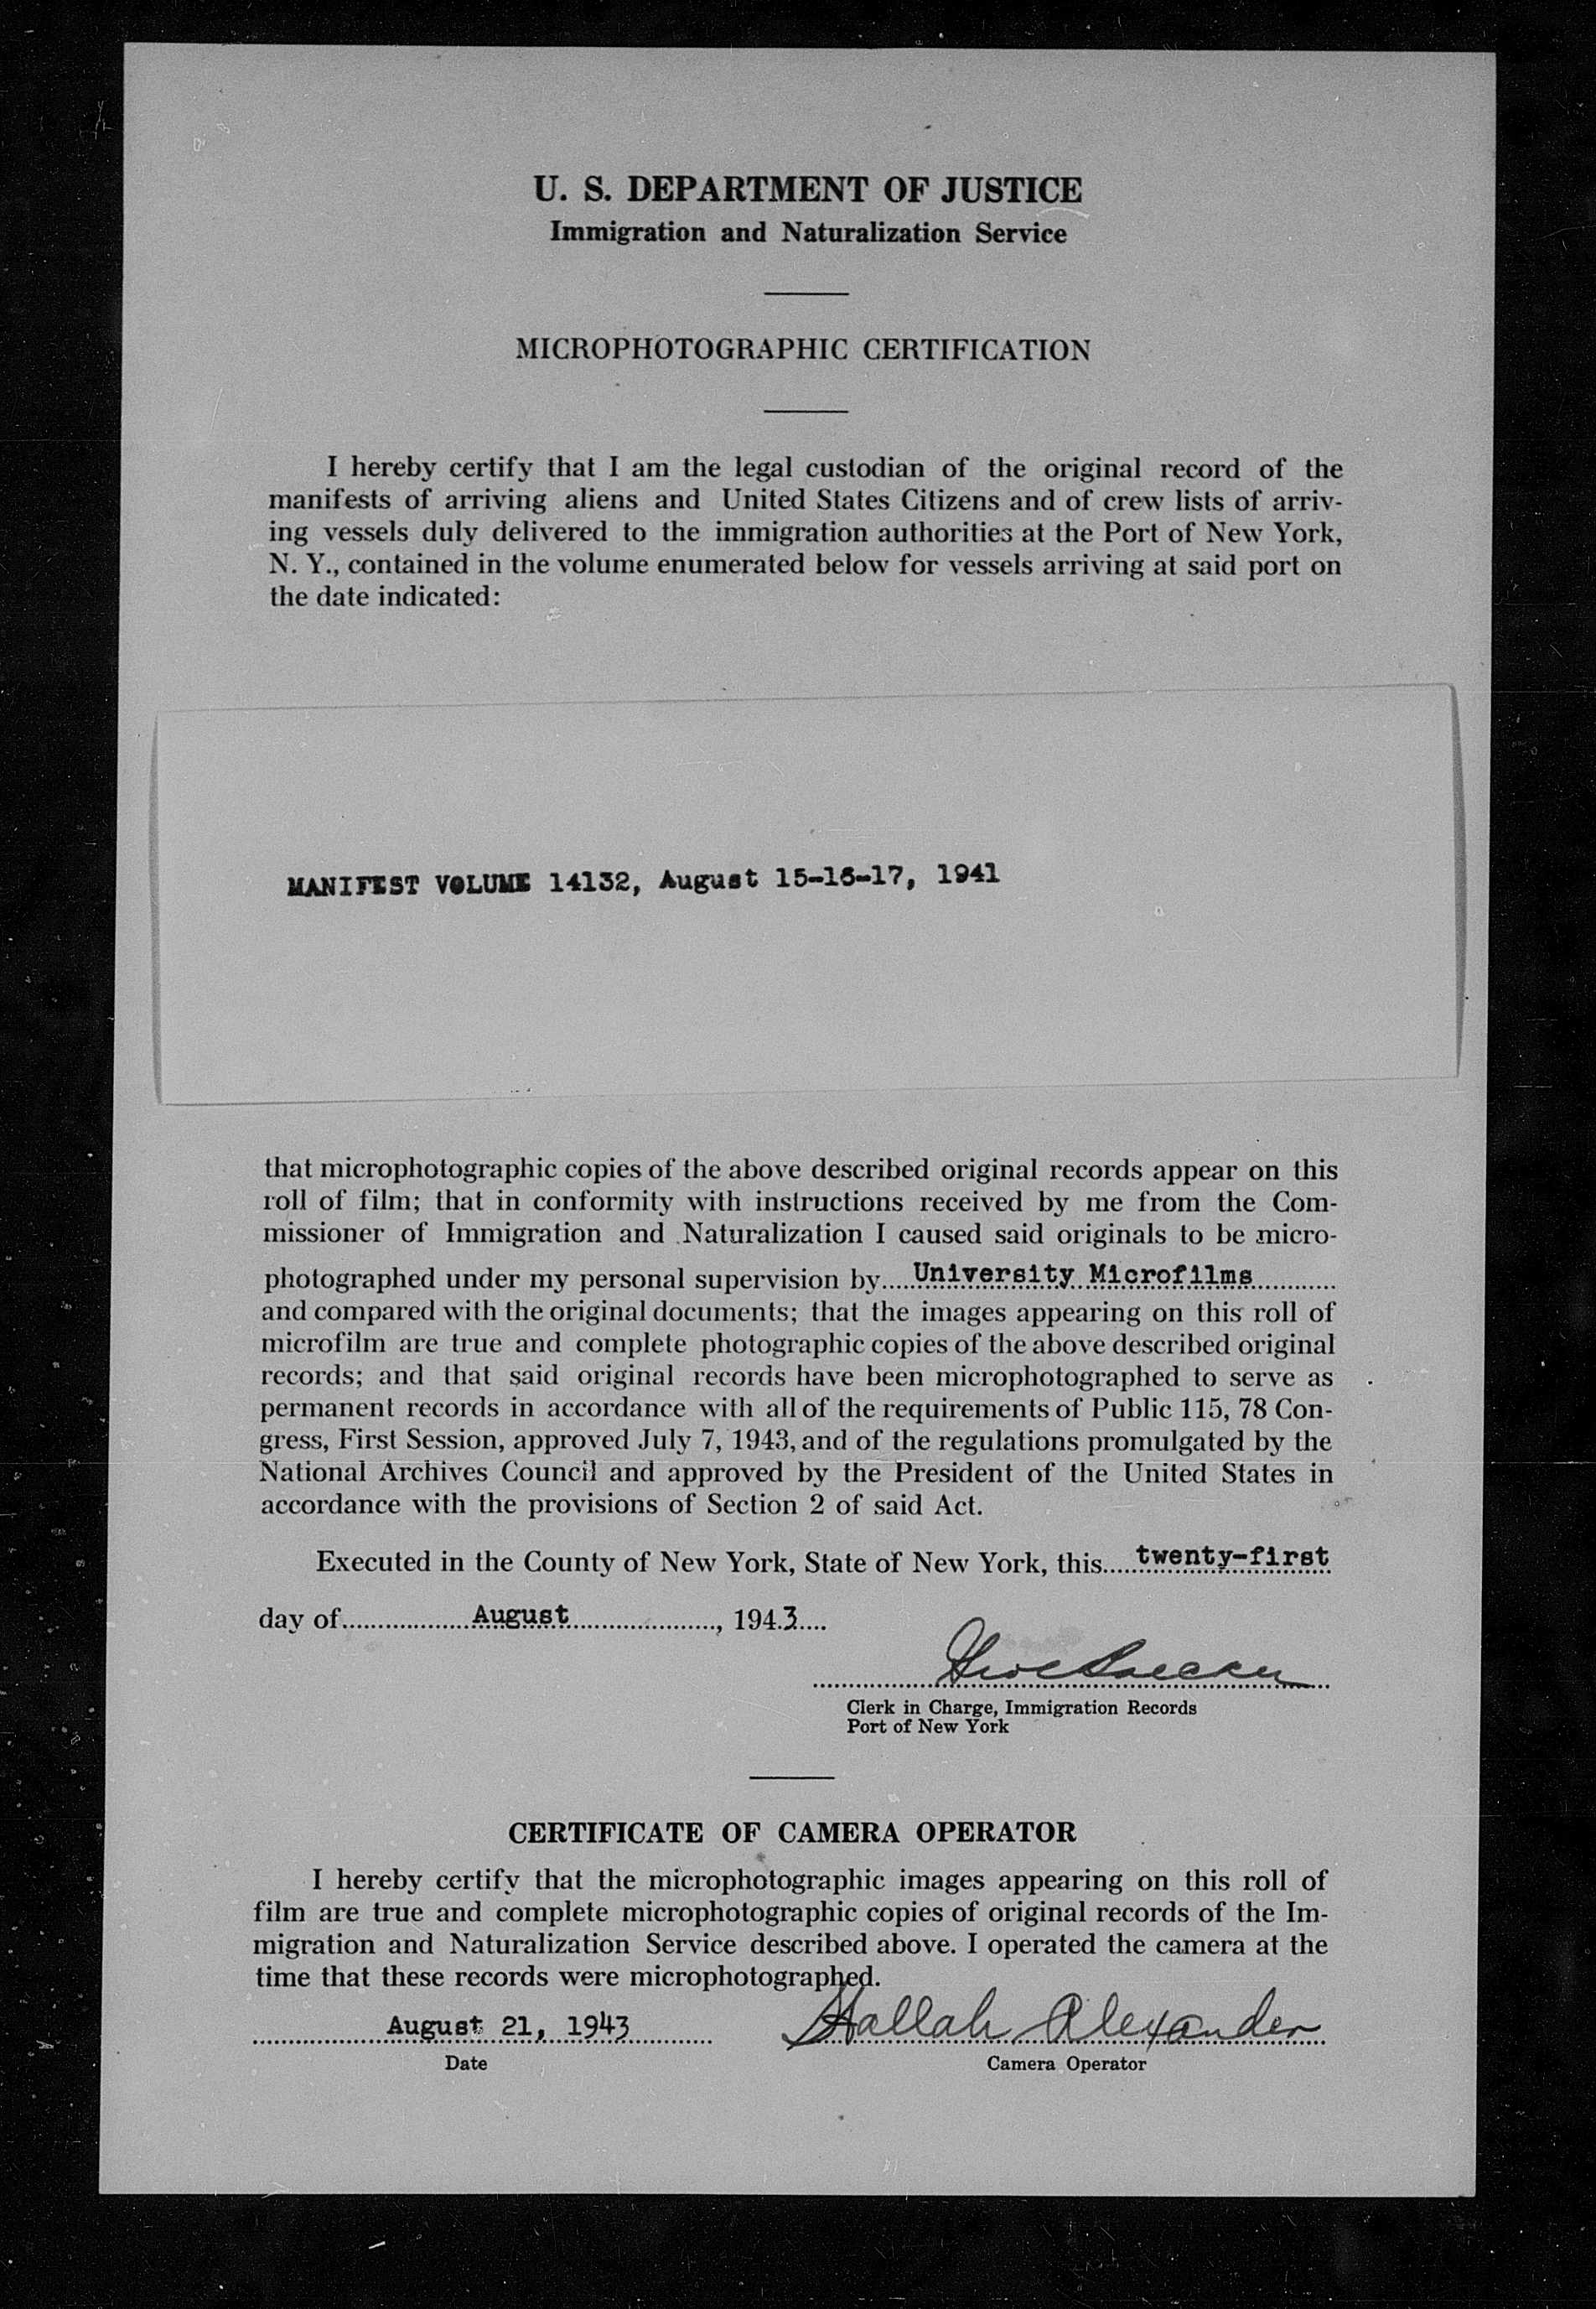 U. S. DEPARTMENT OF JUSTICE
Immigration and Naturalization Service
MICROPHOTOGRAPHIC CERTIFICATION
I hereby certify that I am the legal custodian of the original record of the
manifests of arriving aliens and United States Citizens and of crew lists of arriv-
ing vessels duly delivered to the immigration authorities at the Port of New York,
N. Y., contained in the volume enumerated below for vessels arriving at said port on
the date indicated:
MANIFEST VOLUME 14132, August 15-16-17, 1941
that microphotographic copies of the above described original records appear on this
roll of film; that in conformity with instructions received by me from the Com-
missioner of Immigration and Naturalization I caused said originals to be micro-
photographed under my personal supervision by University Microfilms
and compared with the original documents; that the images appearing on this roll of
microfilm are true and complete photographic copies of the above described original
records; and that said original records have been microphotographed to serve as
permanent records in accordance with all of the requirements of Public 115, 78 Con-
gress, First Session, approved July 7, 1943, and of the regulations promulgated by the
National Archives Council and approved by the President of the United States in
accordance with the provisions of Section 2 of said Act.
Executed in the County of New York, State of New York, this twenty-first
day of August, 1943
Clerk in Charge, Immigration Records
Port of New York
CERTIFICATE OF CAMERA OPERATOR
I hereby certify that the microphotographic images appearing on this roll of
film are true and complete microphotographic copies of original records of the Im-
migration and Naturalization Service described above. I operated the camera at the
time that these records were microphotographed.
August 21, 1943 Hallah Alexander
Date Camera Operator